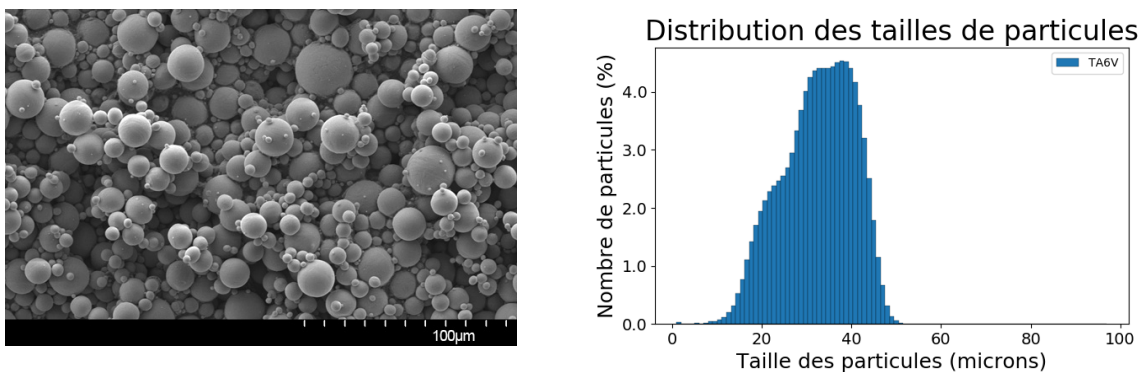 100µm
Distribution des tailles de particules
TA6V
Nombre de particules (%)
4.0
3.0
2.0
1.0
0.0
0 20 40 60 80 100
Taille des particules (microns)